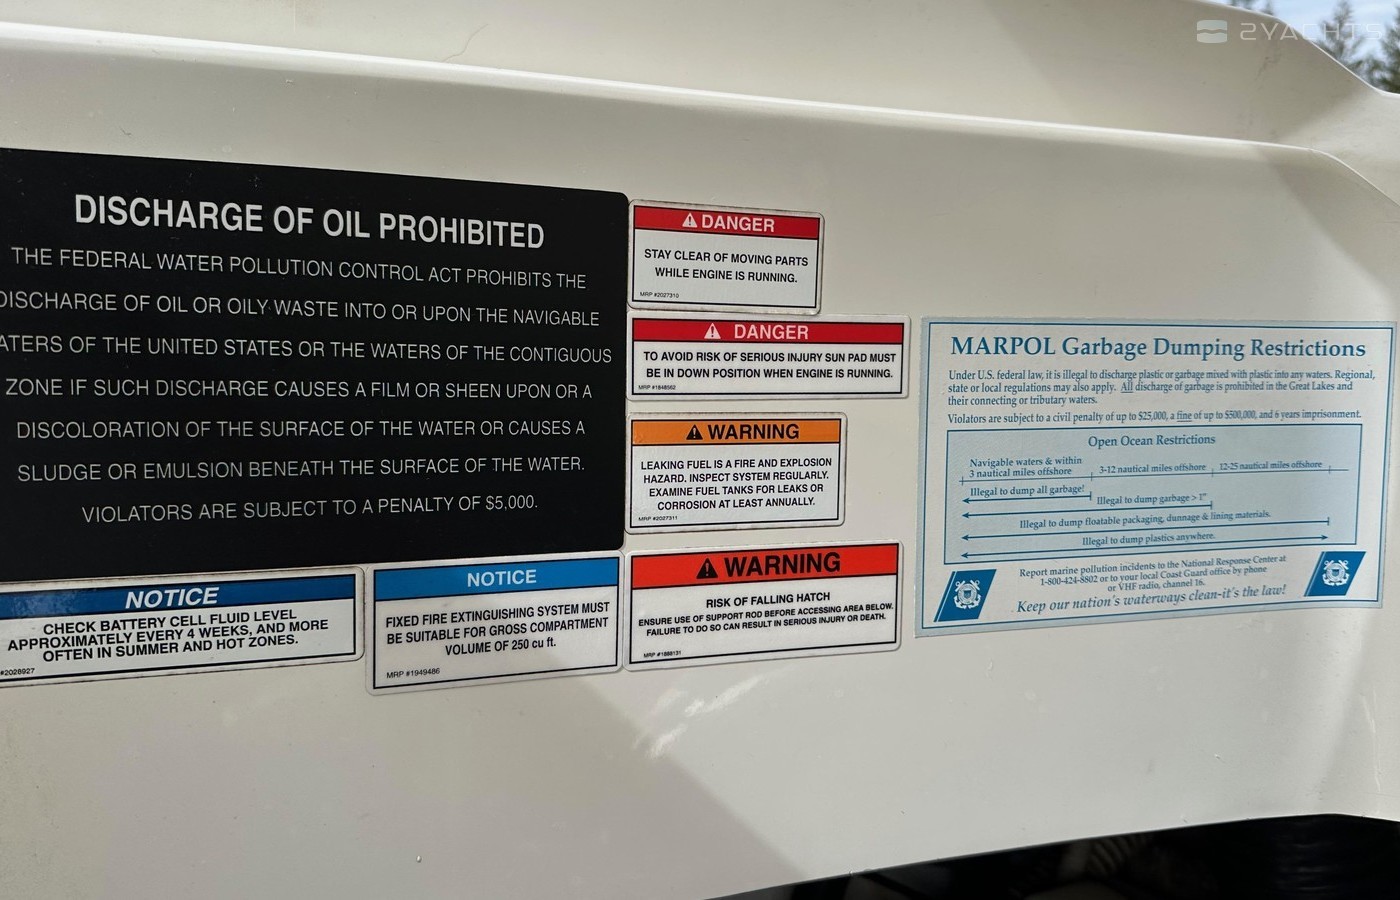 2YACHTS
DISCHARGE OF OIL PROHIBITED
THE FEDERAL WATER POLLUTION CONTROL ACT PROHIBITS THE
DISCHARGE OF OIL OR OILY WASTE INTO OR UPON THE NAVIGABLE
ATERS OF THE UNITED STATES OR THE WATERS OF THE CONTIGUOUS
ZONE IF SUCH DISCHARGE CAUSES A FILM OR SHEEN UPON OR A
DISCOLORATION OF THE SURFACE OF THE WATER OR CAUSES A
SLUDGE OR EMULSION BENEATH THE SURFACE OF THE WATER.
VIOLATORS ARE SUBJECT TO A PENALTY OF $5,000.
DANGER
STAY CLEAR OF MOVING PARTS
WHILE ENGINE IS RUNNING.
MRP #2027310
DANGER
TO AVOID RISK OF SERIOUS INJURY SUN PAD MUST
BE IN DOWN POSITION WHEN ENGINE IS RUNNING.
MRP #1848562
WARNING
LEAKING FUEL IS A FIRE AND EXPLOSION
HAZARD. INSPECT SYSTEM REGULARLY.
EXAMINE FUEL TANKS FOR LEAKS OR
CORROSION AT LEAST ANNUALLY.
MRP #2027311
NOTICE
CHECK BATTERY CELL FLUID LEVEL
APPROXIMATELY EVERY 4 WEEKS, AND MORE
OFTEN IN SUMMER AND HOT ZONES.
#2028927
NOTICE
FIXED FIRE EXTINGUISHING SYSTEM MUST
BE SUITABLE FOR GROSS COMPARTMENT
VOLUME OF 250 cu ft.
MRP #1949486
WARNING
RISK OF FALLING HATCH
ENSURE USE OF SUPPORT ROD BEFORE ACCESSING AREA BELOW.
FAILURE TO DO SO CAN RESULT IN SERIOUS INJURY OR DEATH.
MRP #1888131
MARPOL Garbage Dumping Restrictions
Under U.S. federal law, it is illegal to discharge plastic or garbage mixed with plastic into any waters. Regional,
state or local regulations may also apply. All discharge of garbage is prohibited in the Great Lakes and
their connecting or tributary waters.
Violators are subject to a civil penalty of up to $25,000, a fine of up to $500,000, and 6 years imprisonment.
Open Ocean Restrictions
Navigable waters & within
3 nautical miles offshore
3-12 nautical miles offshore
12-25 nautical miles offshore
Illegal to dump all garbage!
Illegal to dump garbage > 1"
Illegal to dump floatable packaging, dunnage & lining materials.
Illegal to dump plastics anywhere.
Report marine pollution incidents to the National Response Center at
1-800-424-8802 or to your local Coast Guard office by phone
or VHF radio, channel 16.
Keep our nation's waterways clean-it's the law!